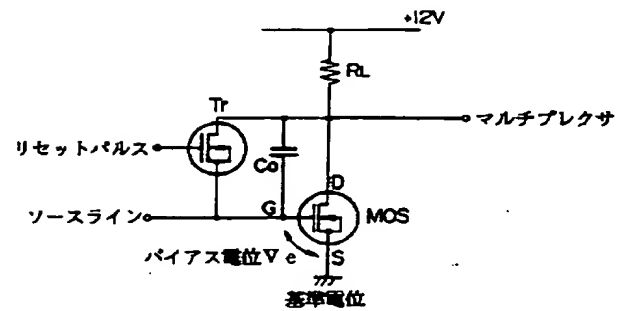 +12V
RL
Tr
マルチプレクサ
リセットパルス
Co
D
ソースライン
G
MOS
バイアス電位Ve
S
基準電位